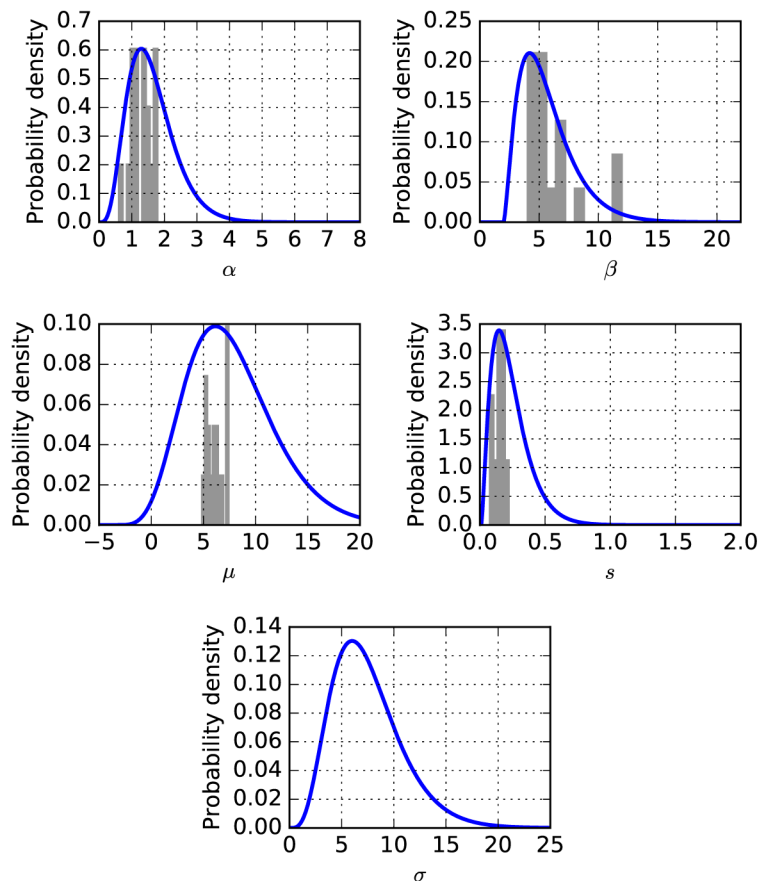 Probability density
0.7
0.6
0.5
0.4
0.3
0.2
0.1
0.0
0 1 2 3 4 5 6 7 8
α
Probability density
0.25
0.20
0.15
0.10
0.05
0.00
0 5 10 15 20
β
Probability density
0.10
0.08
0.06
0.04
0.02
0.00
−5 0 5 10 15 20
μ
Probability density
3.5
3.0
2.5
2.0
1.5
1.0
0.5
0.0
0.0 0.5 1.0 1.5 2.0
s
Probability density
0.14
0.12
0.10
0.08
0.06
0.04
0.02
0.00
0 5 10 15 20 25
σ